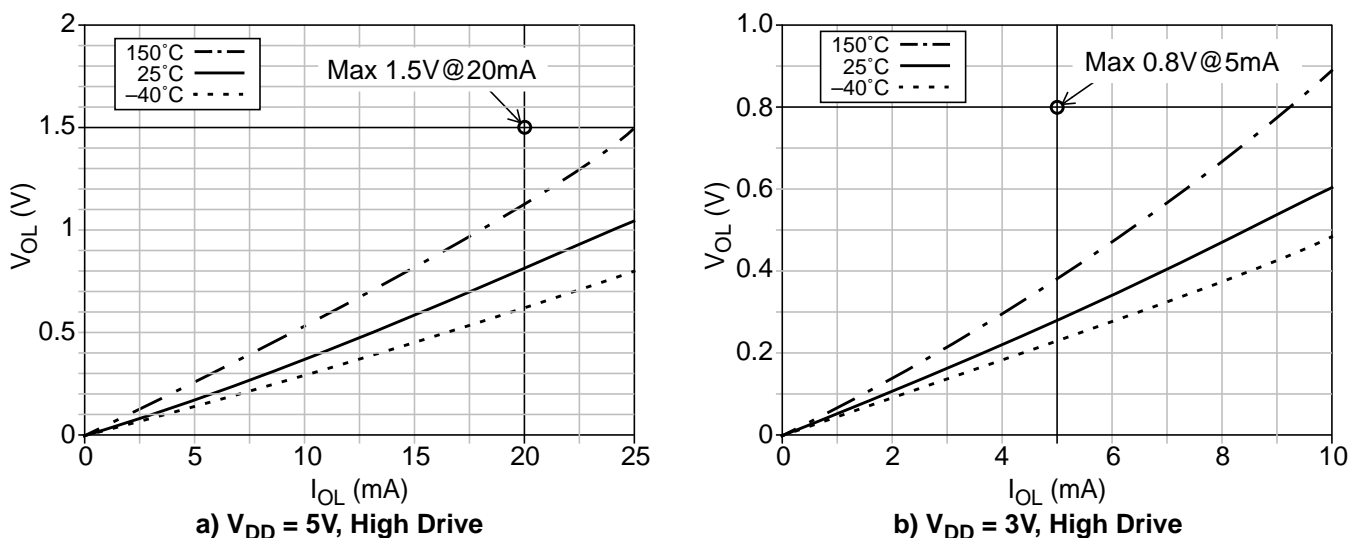 2
1.5
1
0.5
0
V_OL (V)
150˚C
25˚C
–40˚C
Max 1.5V@20mA
0
5
10
15
20
25
I_OL (mA)
a) V_DD = 5V, High Drive
1.0
0.8
0.6
0.4
0.2
0
V_OL (V)
150˚C
25˚C
–40˚C
Max 0.8V@5mA
0
2
4
6
8
10
I_OL (mA)
b) V_DD = 3V, High Drive